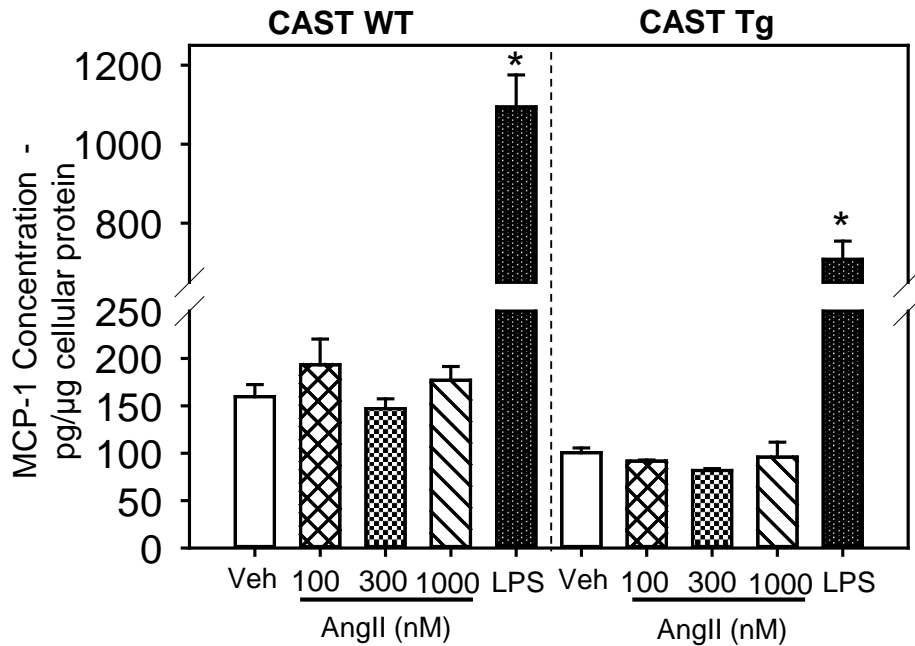 CAST WT CAST Tg
MCP-1 Concentration -
pg/µg cellular protein
1200
1000
800
250
200
150
100
50
0
* *
Veh 100 300 1000 LPS Veh 100 300 1000 LPS
AngII (nM) AngII (nM)